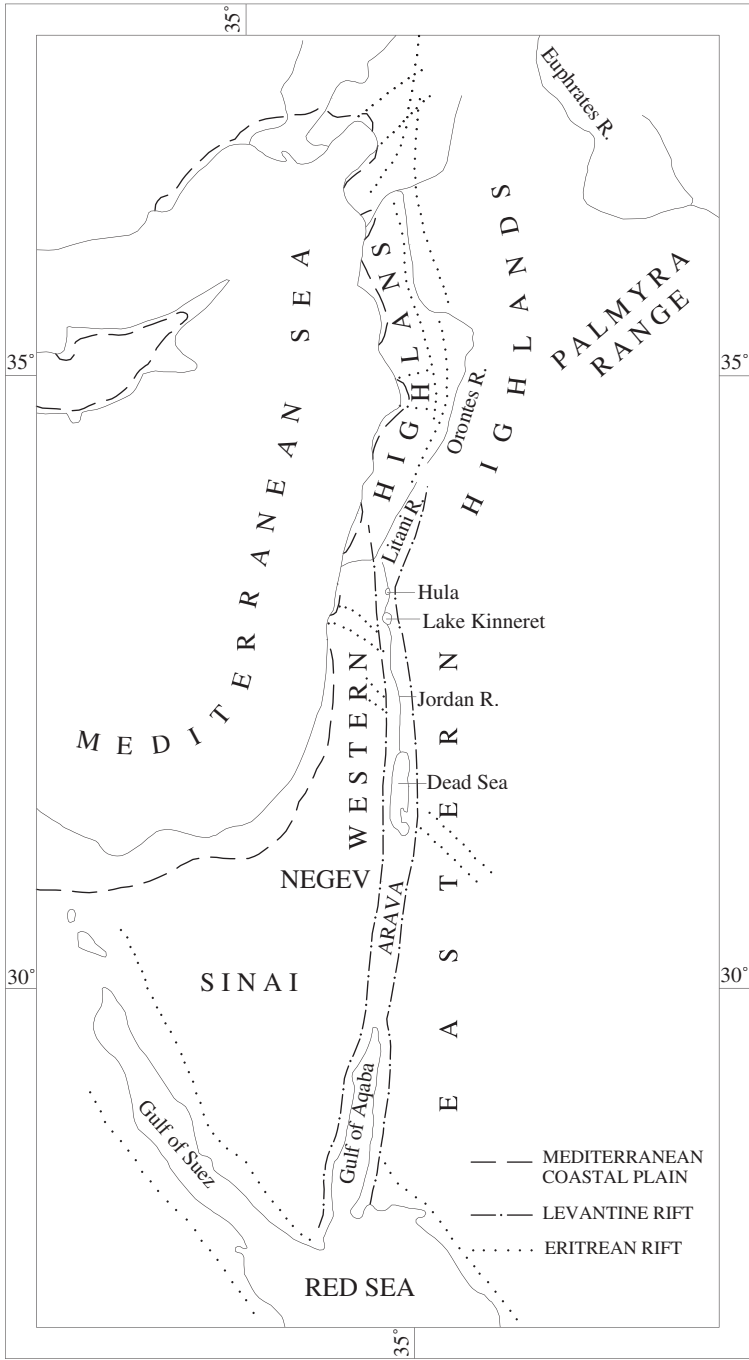 35°
Euphrates R.
MEDITERRANEAN SEA
HIGHLANS
HIGHLANDS
PALMYRA
RANGE
35°
35°
Orontes R.
Litani R.
Hula
Lake Kinneret
WESTERN
EASTERN
Jordan R.
Dead Sea
NEGEV
ARAVA
SINAI
30°
30°
Gulf of Suez
Gulf of Aqaba
MEDITERRANEAN
COASTAL PLAIN
LEVANTINE RIFT
ERITREAN RIFT
RED SEA
35°